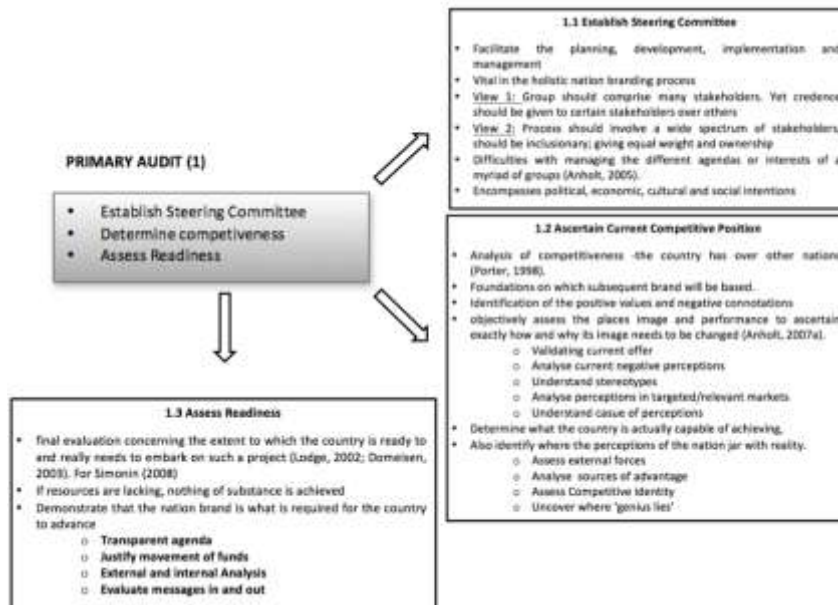 PRIMARY AUDIT (1)
• Establish Steering Committee
• Determine competiveness
• Assess Readiness
1.1 Establish Steering Committee
• Facilitate the planning, development, implementation and
management
• Vital in the holistic nation branding process
• View 1: Group should comprise many stakeholders. Yet credence
should be given to certain stakeholders over others
• View 2: Process should involve a wide spectrum of stakeholders
should be inclusionary; giving equal weight and ownership
• Difficulties with managing the different agendas or interests of a
myriad of groups (Anholt, 2005).
• Encompesses political, economic, cultural and social intentions
1.2 Ascertain Current Competitive Position
• Analysis of competitiveness -the country has over other nations
(Porter, 1998).
• Foundations on which subsequent brand will be based.
• Identification of the positive values and negative connotations
• objectively assess the places image and performance to ascertain
exactly how and why its image needs to be changed (Anholt, 2007a).
o Validating current offer
o Analyse current negative perceptions
o Understand stereotypes
o Analyse perceptions in targeted/relevant markets
o Understand casue of perceptions
• Determine what the country is actually capable of achieving,
• Also identify where the perceptions of the nation jar with reality.
o Assess external forces
o Analyse sources of advantage
o Assess Competitive Identity
o Uncover where 'genius lies'
1.3 Assess Readiness
• final evaluation concerning the extent to which the country is ready to
and really needs to embark on such a project (Lodge, 2002; Domeisen,
2003). For Simonin (2008)
• If resources are lacking, nothing of substance is achieved
• Demonstrate that the nation brand is what is required for the country
to advance
o Transparent agenda
o Justify movement of funds
o External and internal Analysis
o Evaluate messages in and out